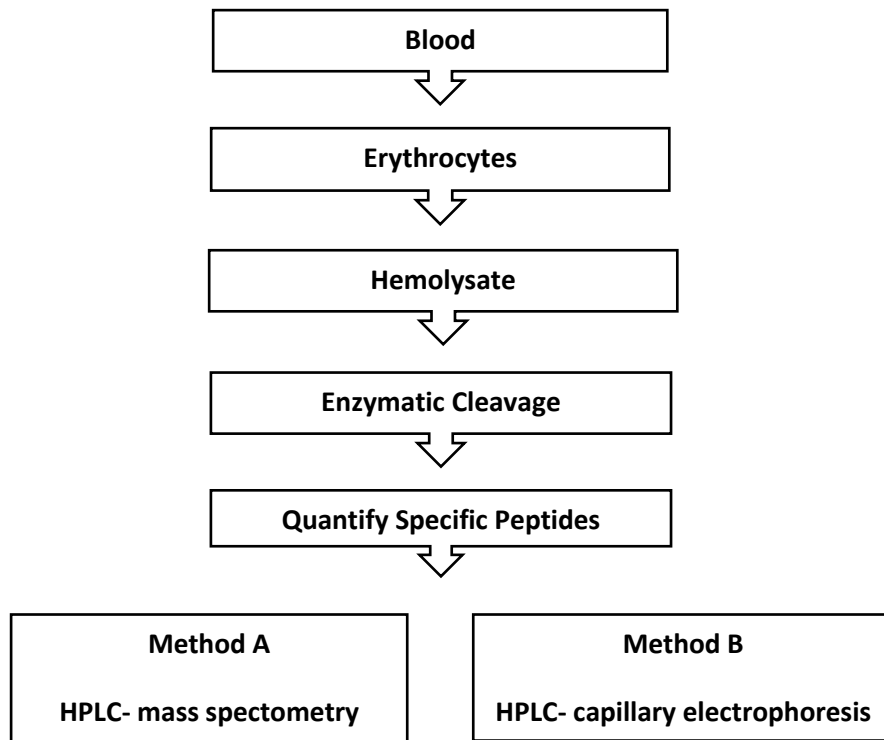 Blood
Erythrocytes
Hemolysate
Enzymatic Cleavage
Quantify Specific Peptides
Method A
HPLC- mass spectometry
Method B
HPLC- capillary electrophoresis